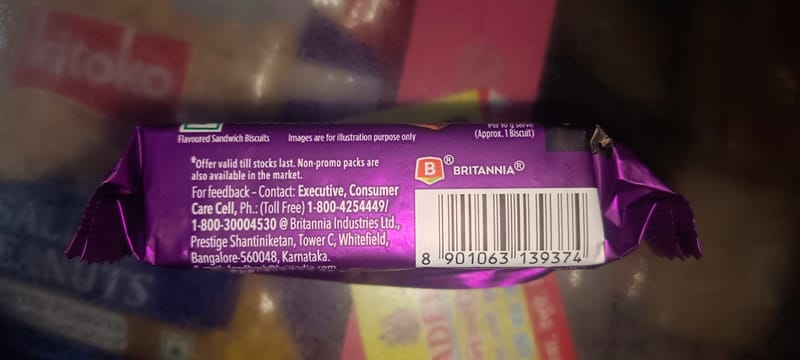 kitoko
Flavoured Sandwich Biscuits
Images are for illustration purpose only
Per 10 g serve
(Approx. 1 Biscuit)
*Offer valid till stocks last. Non-promo packs are
also available in the market.
For feedback – Contact: Executive, Consumer
Care Cell, Ph.: (Toll Free) 1-800-4254449/
1-800-30004530 @ Britannia Industries Ltd.,
Prestige Shantiniketan, Tower C, Whitefield,
Bangalore-560048, Karnataka.
B® BRITANNIA®
8 901063 139374